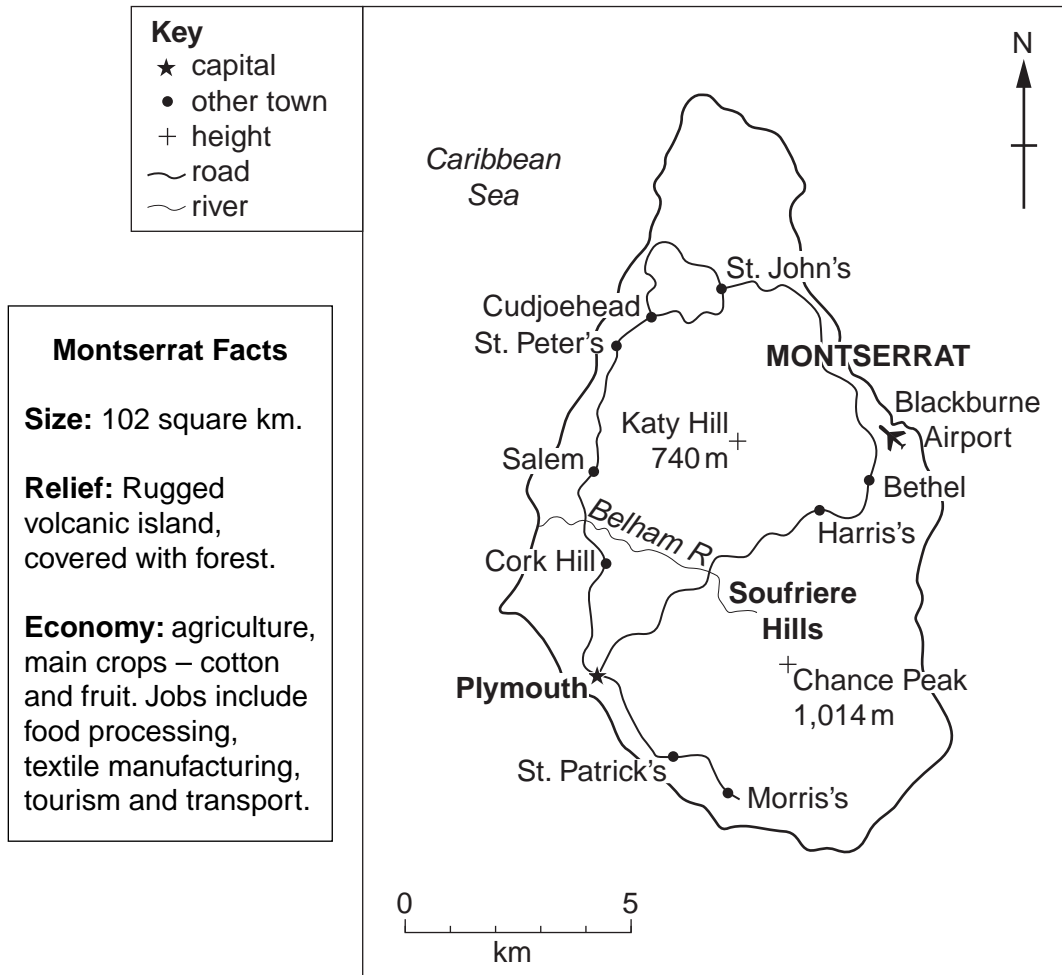 Key
capital
other town
height
road
river
N
Caribbean
Sea
St. John’s
Cudjoehead
St. Peter’s
MONTSERRAT
Blackburne
Airport
Katy Hill
740 m
Salem
Bethel
Harris’s
Belham R
Cork Hill
Soufriere
Hills
Plymouth
Chance Peak
1,014 m
St. Patrick’s
Morris’s
0 5
km
Montserrat Facts
Size: 102 square km.
Relief: Rugged
volcanic island,
covered with forest.
Economy: agriculture,
main crops – cotton
and fruit. Jobs include
food processing,
textile manufacturing,
tourism and transport.